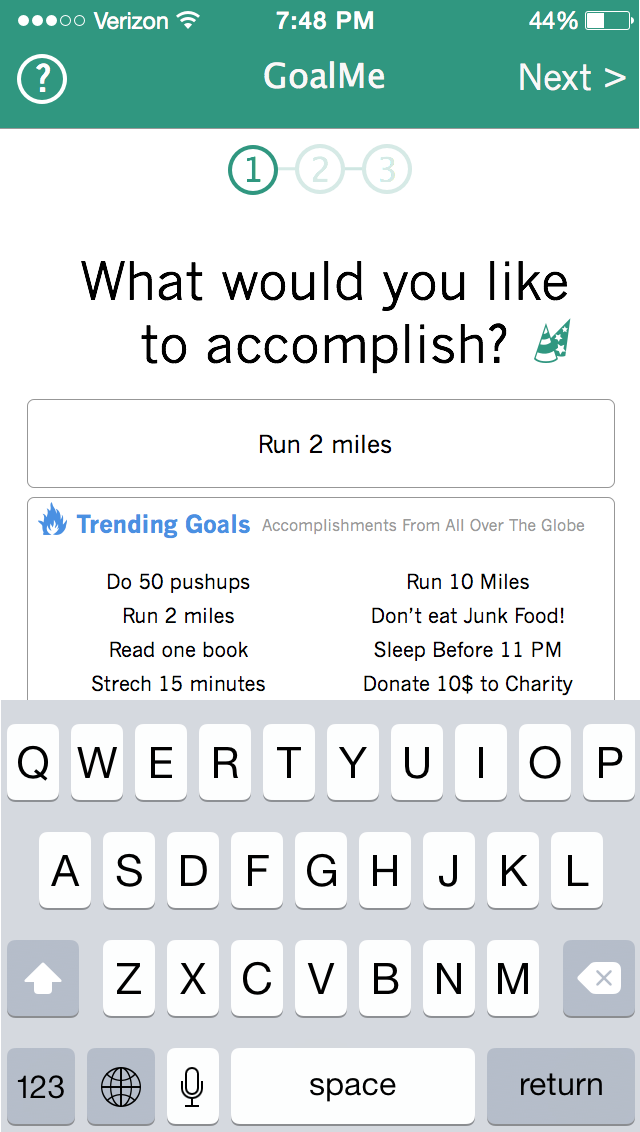 Verizon 7:48 PM 44%
? GoalMe Next >
1 2 3
What would you like
to accomplish?
Run 2 miles
Trending Goals Accomplishments From All Over The Globe
Do 50 pushups Run 10 Miles
Run 2 miles Don't eat Junk Food!
Read one book Sleep Before 11 PM
Strech 15 minutes Donate 10$ to Charity
Q W E R T Y U I O P
A S D F G H J K L
Z X C V B N M
123 space return